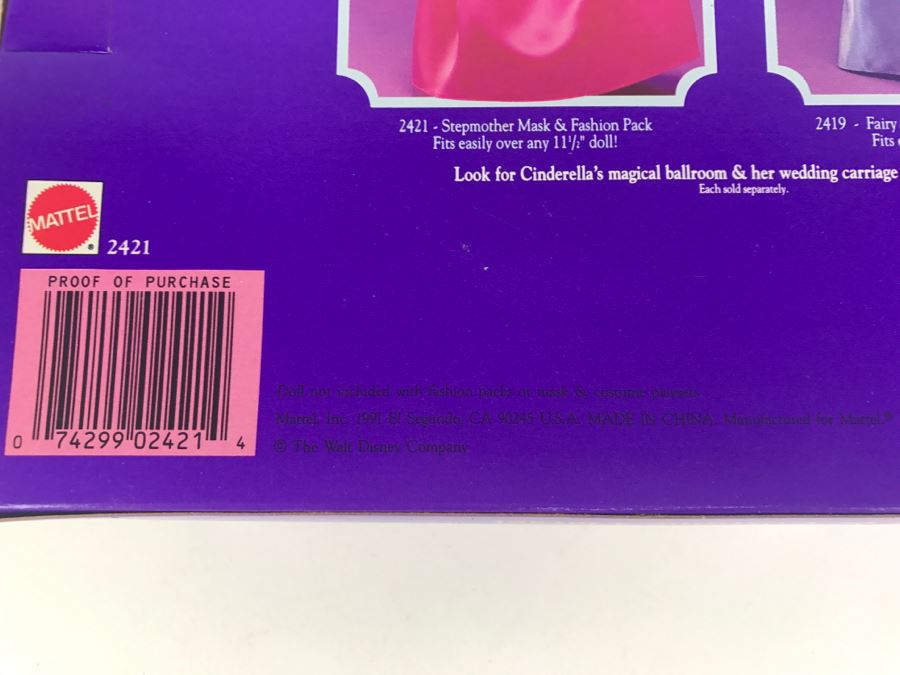 2421 - Stepmother Mask & Fashion Pack
Fits easily over any 11 1/2" doll!
2419 - Fairy
Fits
Look for Cinderella's magical ballroom & her wedding carriage
Each sold separately.
MATTEL
2421
PROOF OF PURCHASE
0 74299 02421 4
Doll not included with fashion packs or mask & costume playsets.
Mattel, Inc. 1991 El Segundo, CA 90245 U.S.A. MADE IN CHINA. Manufactured for Mattel.®
© The Walt Disney Company